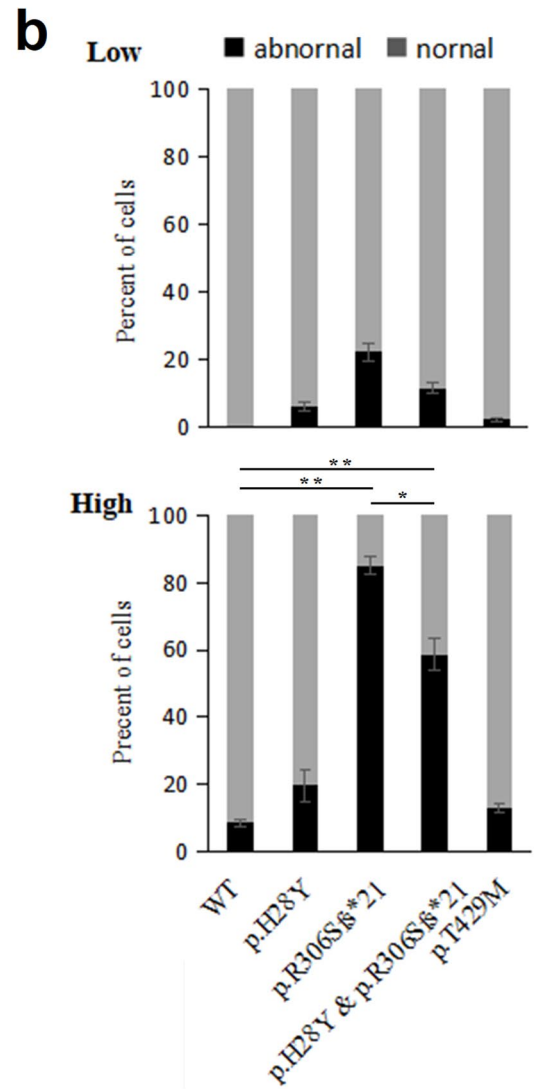 b
Low
abnornal nornal
100
80
60
40
20
0
Percent of cells
**
**
*
High
100
80
60
40
20
0
Precent of cells
WT
p.H28Y
p.R306Sfs*21
p.H28Y & p.R306Sfs*21
p.T429M